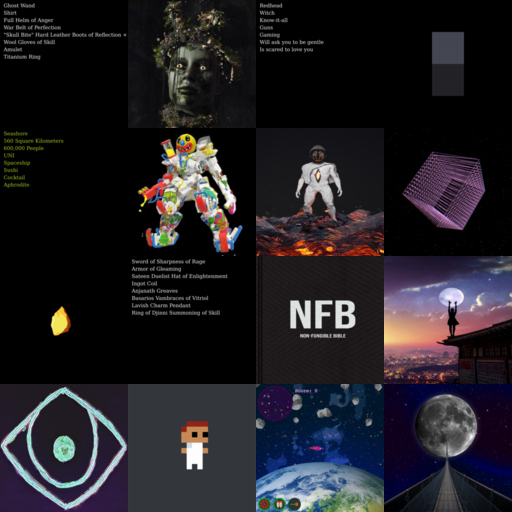 Ghost Wand
Shirt
Full Helm of Anger
War Belt of Perfection
"Skull Bite" Hard Leather Boots of Reflection +
Wool Gloves of Skill
Amulet
Titanium Ring
Redhead
Witch
Know-it-all
Guns
Gaming
Will ask you to be gentle
Is scared to love you
Seashore
560 Square Kilometers
600,000 People
UNI
Spaceship
Sushi
Cocktail
Aphrodite
Sword of Sharpness of Rage
Armor of Gleaming
Sateen Duelist Hat of Enlightenment
Ingot Coil
Anjanath Greaves
Basarios Vambraces of Vitriol
Lavish Charm Pendant
Ring of Djinni Summoning of Skill
NFB
NON-FUNGIBLE BIBLE